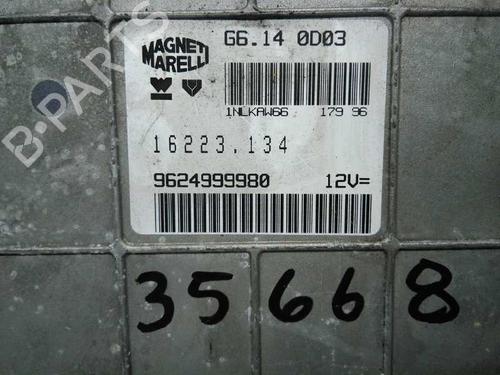 MAGNETI MARELLI
G6.14 0D03
1NLKAW66 179 96
16223.134
9624999980 12V=
35668
B-PARTS